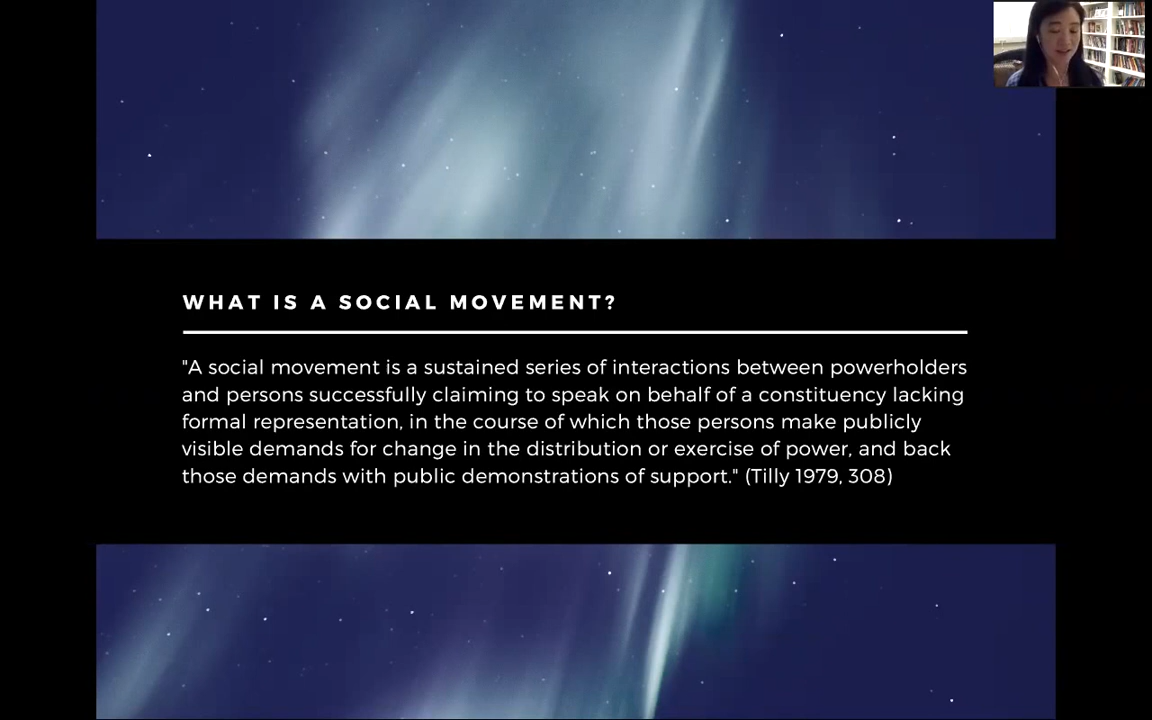 WHAT IS A SOCIAL MOVEMENT?
"A social movement is a sustained series of interactions between powerholders
and persons successfully claiming to speak on behalf of a constituency lacking
formal representation, in the course of which those persons make publicly
visible demands for change in the distribution or exercise of power, and back
those demands with public demonstrations of support." (Tilly 1979, 308)